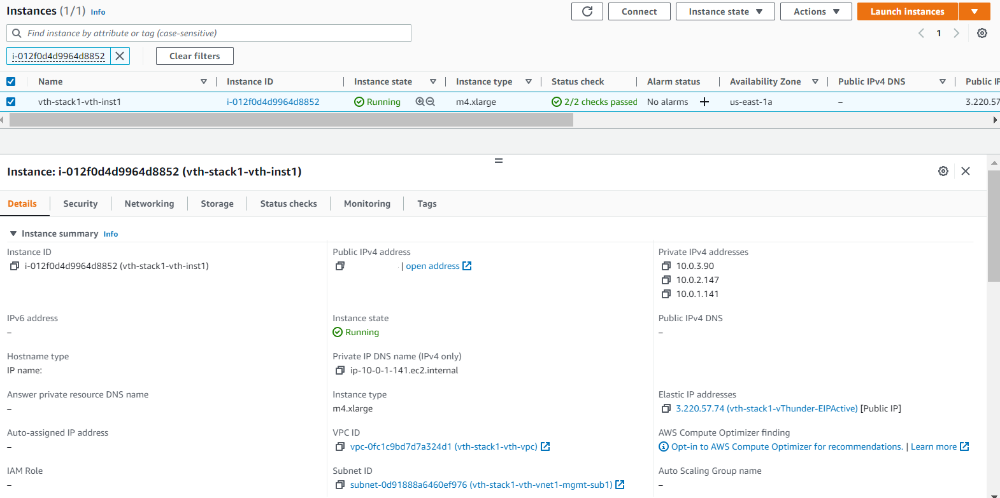 Instances (1/1) Info
Connect Instance state Actions Launch instances
Find instance by attribute or tag (case-sensitive)
1
i-012f0d4d9964d8852 Clear filters
Name Instance ID Instance state Instance type Status check Alarm status Availability Zone Public IPv4 DNS Public IP
vth-stack1-vth-inst1 i-012f0d4d9964d8852 Running m4.xlarge 2/2 checks passed No alarms + us-east-1a – 3.220.57
Instance: i-012f0d4d9964d8852 (vth-stack1-vth-inst1)
Details Security Networking Storage Status checks Monitoring Tags
Instance summary Info
Instance ID Public IPv4 address Private IPv4 addresses
i-012f0d4d9964d8852 (vth-stack1-vth-inst1) | open address 10.0.3.90
10.0.2.147
10.0.1.141
IPv6 address Instance state Public IPv4 DNS
– Running –
Hostname type Private IP DNS name (IPv4 only)
IP name: ip-10-0-1-141.ec2.internal
Answer private resource DNS name Instance type Elastic IP addresses
– m4.xlarge 3.220.57.74 (vth-stack1-vThunder-EIPActive) [Public IP]
Auto-assigned IP address VPC ID AWS Compute Optimizer finding
– vpc-0fc1c9bd7d7a324d1 (vth-stack1-vth-vpc) Opt-in to AWS Compute Optimizer for recommendations. | Learn more
IAM Role Subnet ID Auto Scaling Group name
– subnet-0d91888a6460ef976 (vth-stack1-vth-vnet1-mgmt-sub1) –